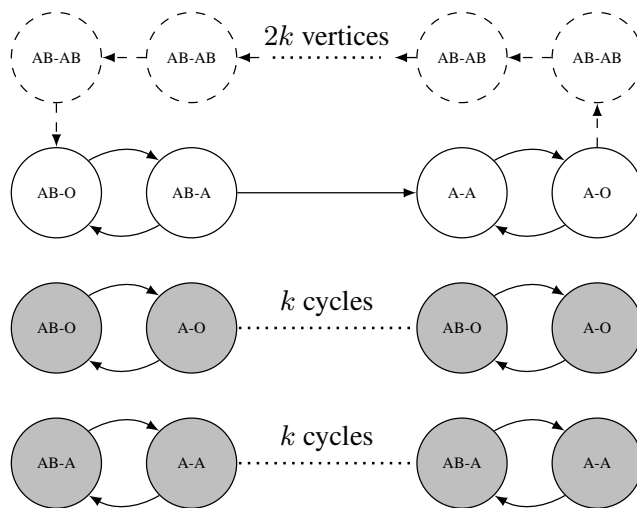 2k vertices
AB-AB AB-AB AB-AB AB-AB
AB-O AB-A A-A A-O
k cycles
AB-O A-O AB-O A-O
k cycles
AB-A A-A AB-A A-A